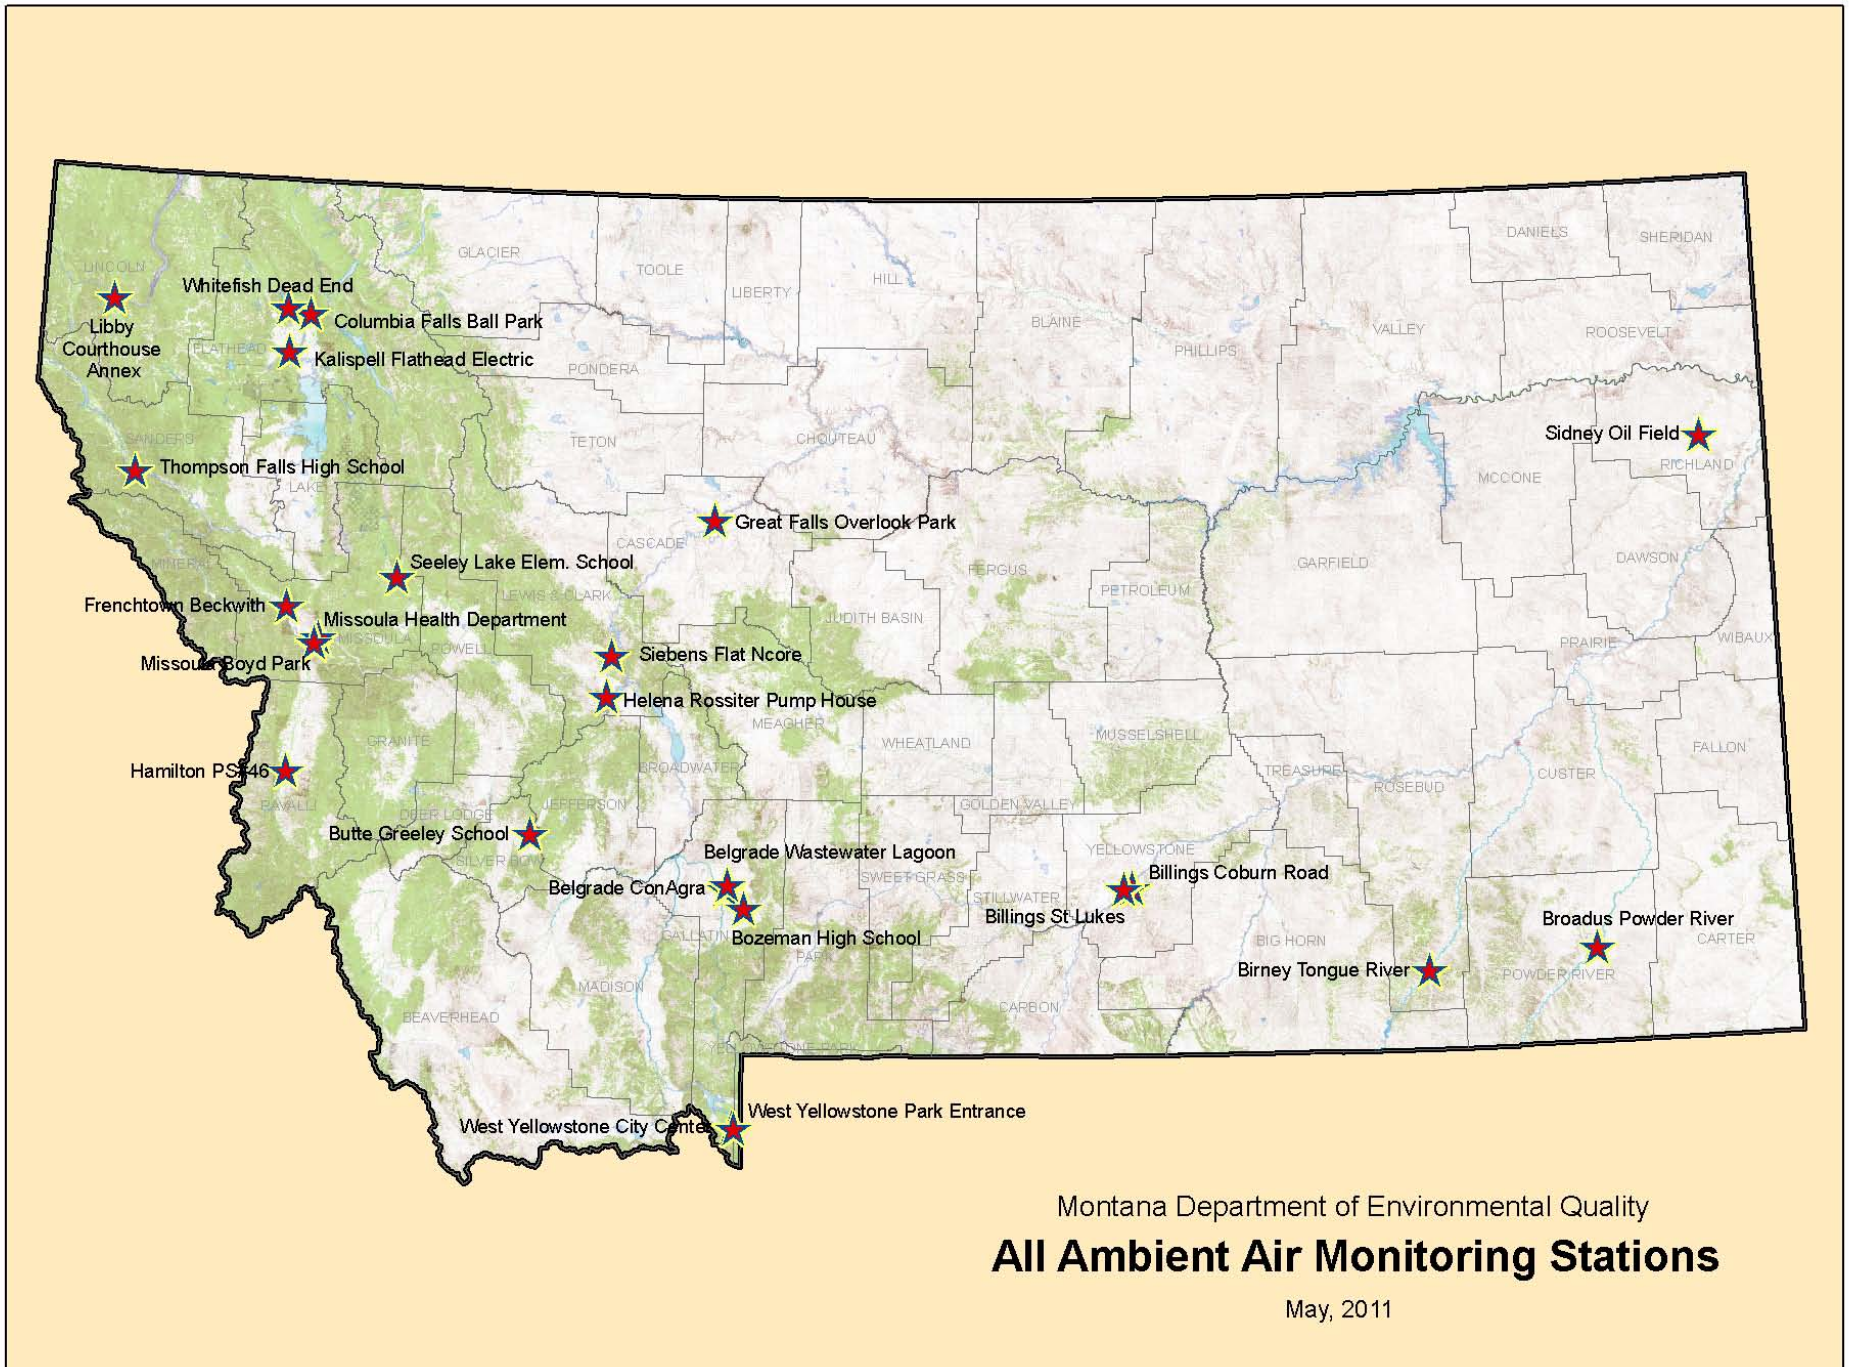 DANIELS
SHERIDAN
GLACIER
TOOLE
LIBERTY
HILL
LINCOLN
Whitefish Dead End
Columbia Falls Ball Park
BLAINE
VALLEY
ROOSEVELT
PHILLIPS
Libby
Courthouse
Annex
FLATHEAD
Kalispell Flathead Electric
PONDERA
SANDERS
Thompson Falls High School
LAKE
TETON
CHOUTEAU
Sidney Oil Field
RICHLAND
MCCONE
Great Falls Overlook Park
CASCADE
MINERAL
Seeley Lake Elem. School
LEWIS & CLARK
FERGUS
PETROLEUM
GARFIELD
DAWSON
Frenchtown Beckwith
Missoula Health Department
MISSOULA
POWELL
JUDITH BASIN
Missoula Boyd Park
Siebens Flat Ncore
PRAIRIE
WIBAUX
Helena Rossiter Pump House
MEAGHER
GRANITE
WHEATLAND
MUSSELSHELL
FALLON
Hamilton PS#46
BROADWATER
TREASURE
ROSEBUD
CUSTER
RAVALLI
DEER LODGE
JEFFERSON
GOLDEN VALLEY
Butte Greeley School
SILVER BOW
Belgrade Wastewater Lagoon
YELLOWSTONE
Belgrade ConAgra
SWEET GRASS
STILLWATER
Billings Coburn Road
Billings St Lukes
GALLATIN
Bozeman High School
PARK
BIG HORN
Broadus Powder River
CARTER
Birney Tongue River
POWDER RIVER
MADISON
BEAVERHEAD
CARBON
YELLOWSTONE PARK
West Yellowstone Park Entrance
West Yellowstone City Center
Montana Department of Environmental Quality
All Ambient Air Monitoring Stations
May, 2011